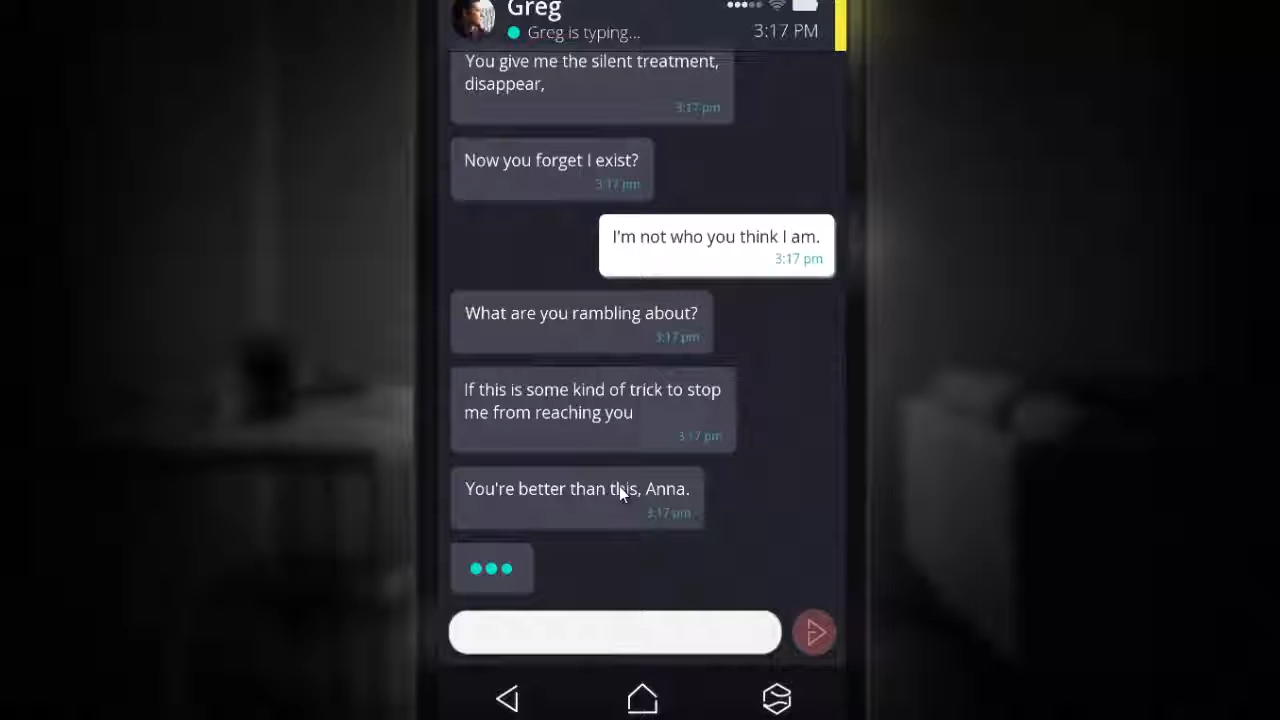 Greg
Greg is typing...
3:17 PM
You give me the silent treatment,
disappear,
3:17 pm
Now you forget I exist?
3:17 pm
I'm not who you think I am.
3:17 pm
What are you rambling about?
3:17 pm
If this is some kind of trick to stop
me from reaching you
3:17 pm
You're better than this, Anna.
3:17 pm